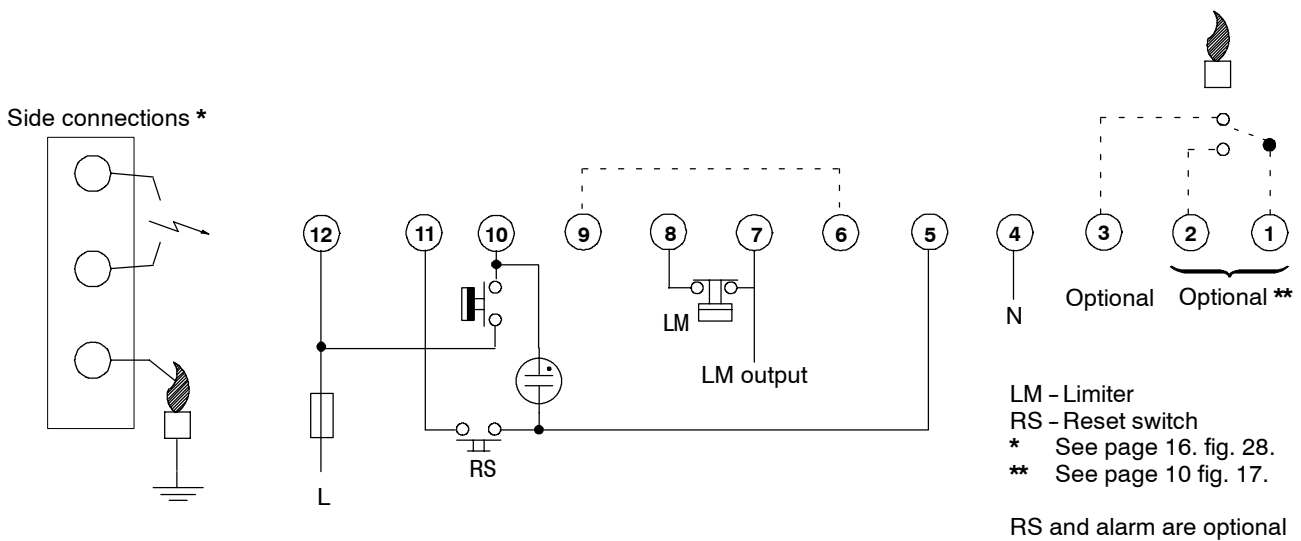 Side connections *
12 11 10 9 8 7 6 5 4 3 2 1
LM
N
Optional
Optional **
LM output
RS
L
LM – Limiter
RS – Reset switch
* See page 16. fig. 28.
** See page 10 fig. 17.
RS and alarm are optional